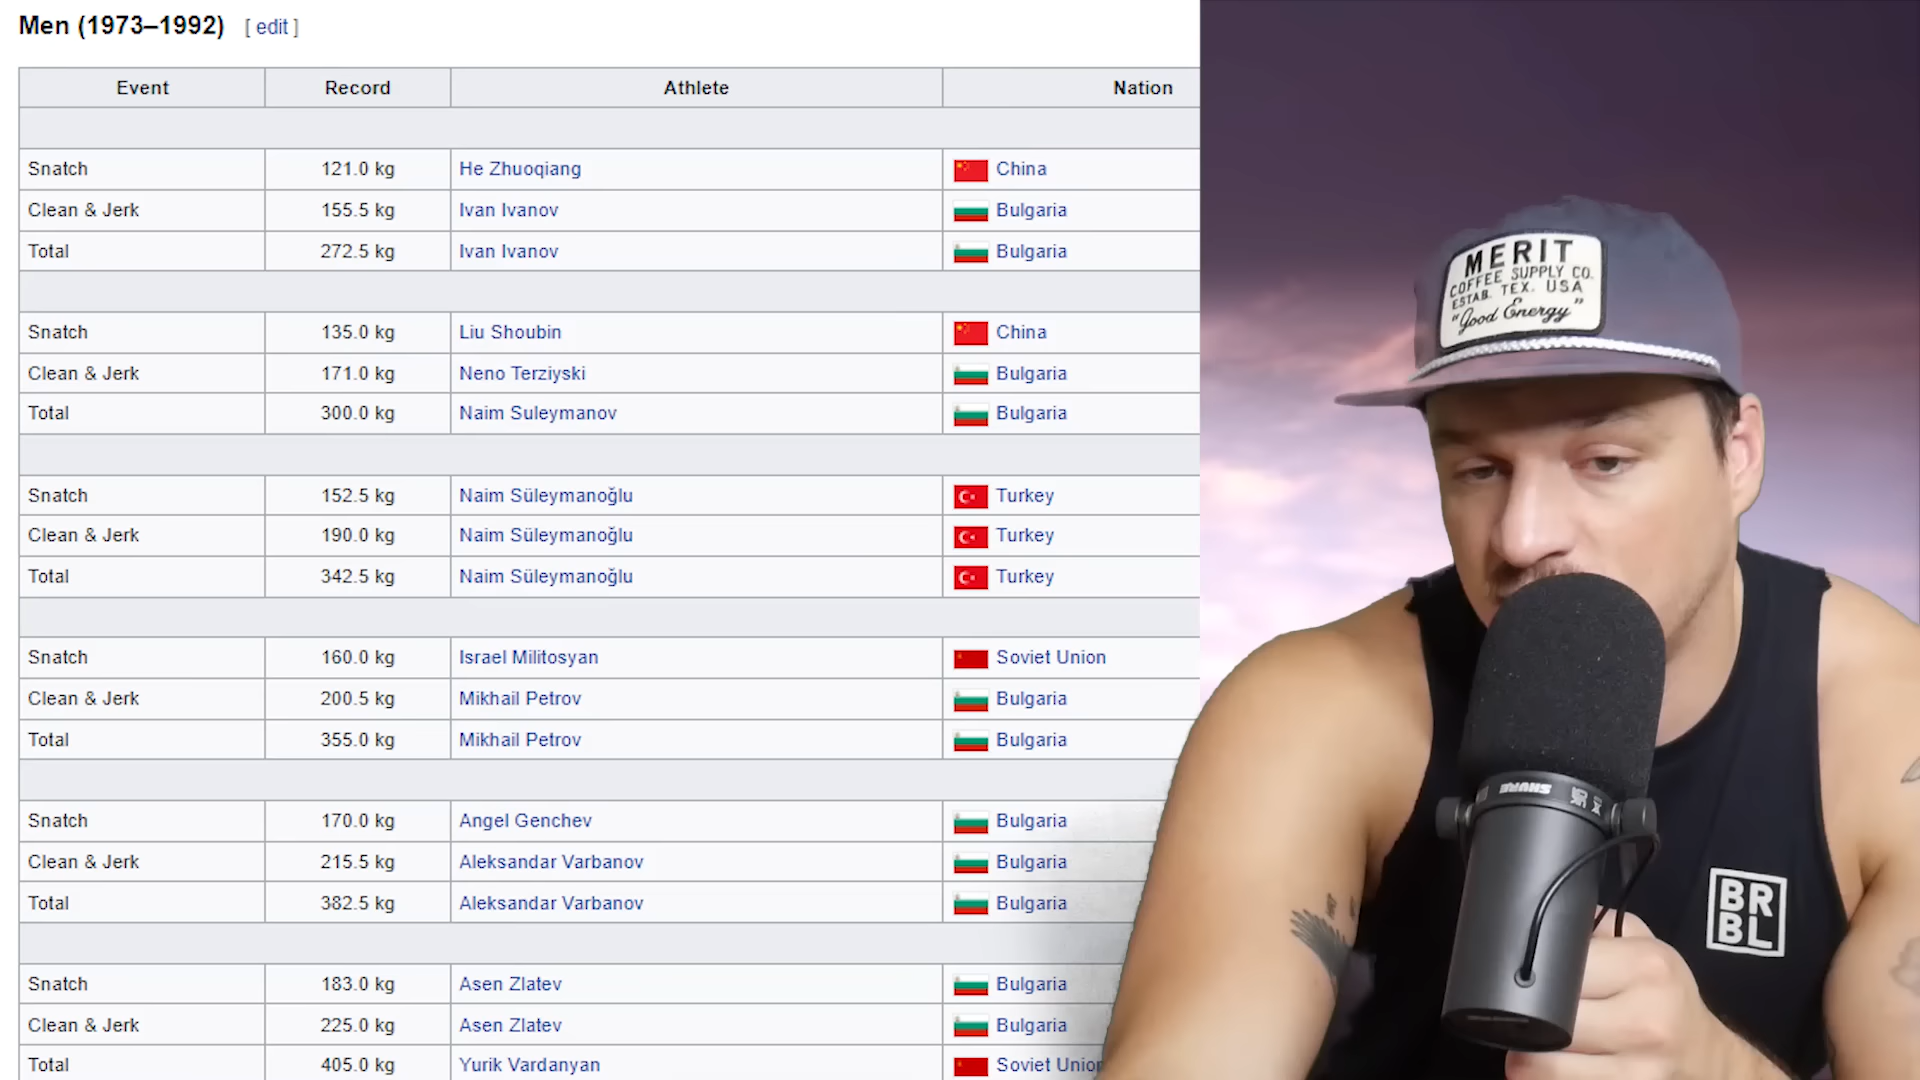 Men (1973–1992) [ edit ]
Event Record Athlete Nation
Snatch 121.0 kg He Zhuoqiang China
Clean & Jerk 155.5 kg Ivan Ivanov Bulgaria
Total 272.5 kg Ivan Ivanov Bulgaria
Snatch 135.0 kg Liu Shoubin China
Clean & Jerk 171.0 kg Neno Terziyski Bulgaria
Total 300.0 kg Naim Suleymanov Bulgaria
Snatch 152.5 kg Naim Süleymanoğlu Turkey
Clean & Jerk 190.0 kg Naim Süleymanoğlu Turkey
Total 342.5 kg Naim Süleymanoğlu Turkey
Snatch 160.0 kg Israel Militosyan Soviet Union
Clean & Jerk 200.5 kg Mikhail Petrov Bulgaria
Total 355.0 kg Mikhail Petrov Bulgaria
Snatch 170.0 kg Angel Genchev Bulgaria
Clean & Jerk 215.5 kg Aleksandar Varbanov Bulgaria
Total 382.5 kg Aleksandar Varbanov Bulgaria
Snatch 183.0 kg Asen Zlatev Bulgaria
Clean & Jerk 225.0 kg Asen Zlatev Bulgaria
Total 405.0 kg Yurik Vardanyan Soviet Union
MERIT
COFFEE SUPPLY CO.
ESTAB. TEX. USA
"Good Energy"
SHURE
BR
BL